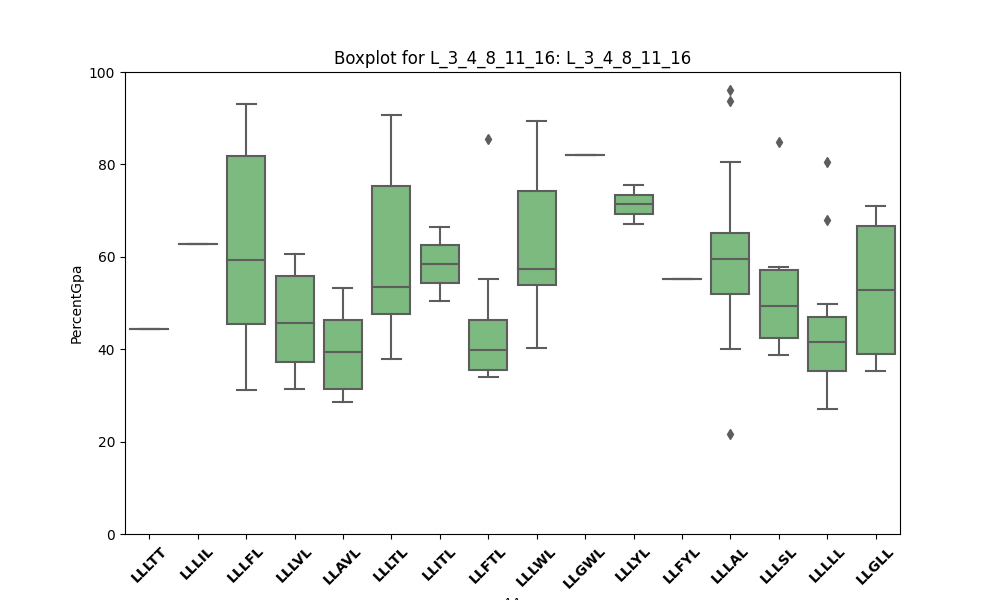 Boxplot for L_3_4_8_11_16: L_3_4_8_11_16
100
80
60
40
20
0
PercentGpa
LLLTT LLLIL LLLFL LLLVL LLAVL LLLTL LLITL LLFTL LLLWL LLGWL LLLYL LLFYL LLLAL LLLSL LLLLL LLGLL